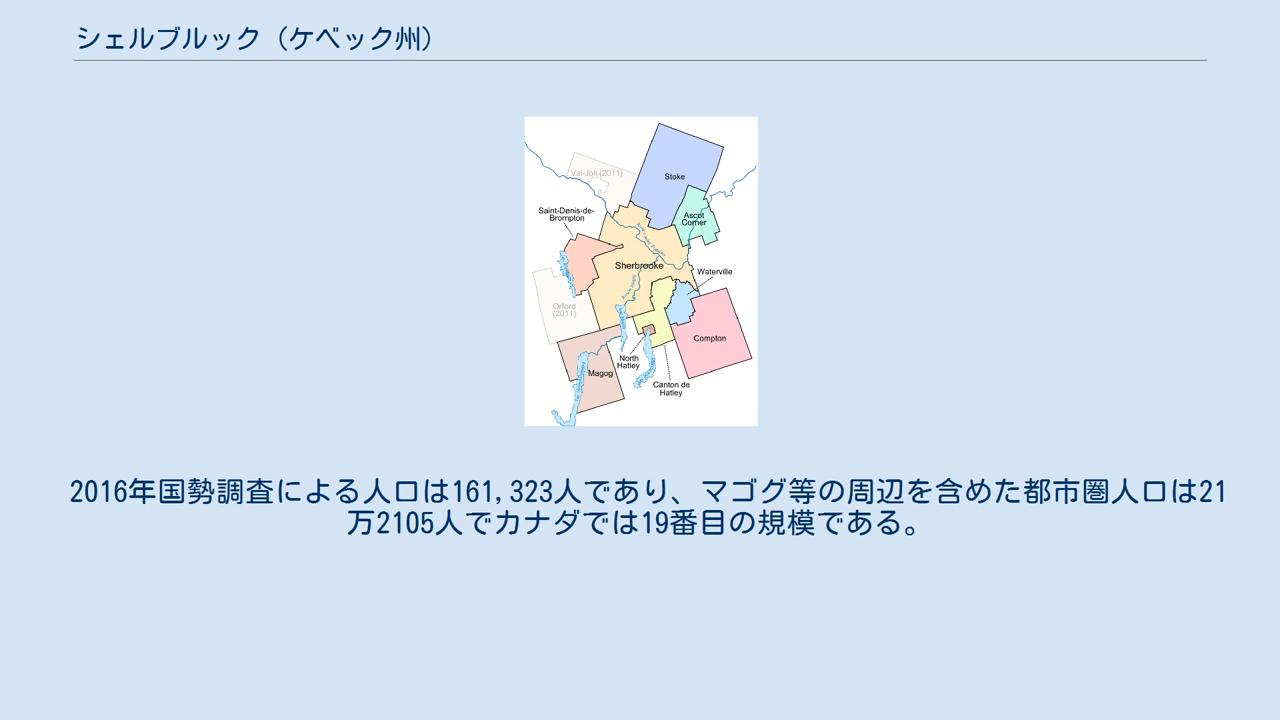 シェルブルック（ケベック州）
Stoke
Val-Joli (2011)
Saint-Denis-de-
Brompton
Ascot
Corner
Sherbrooke
Waterville
Orford
(2011)
Compton
North
Hatley
Magog
Canton de
Hatley
2016年国勢調査による人口は161,323人であり、マゴグ等の周辺を含めた都市圏人口は21
万2105人でカナダでは19番目の規模である。